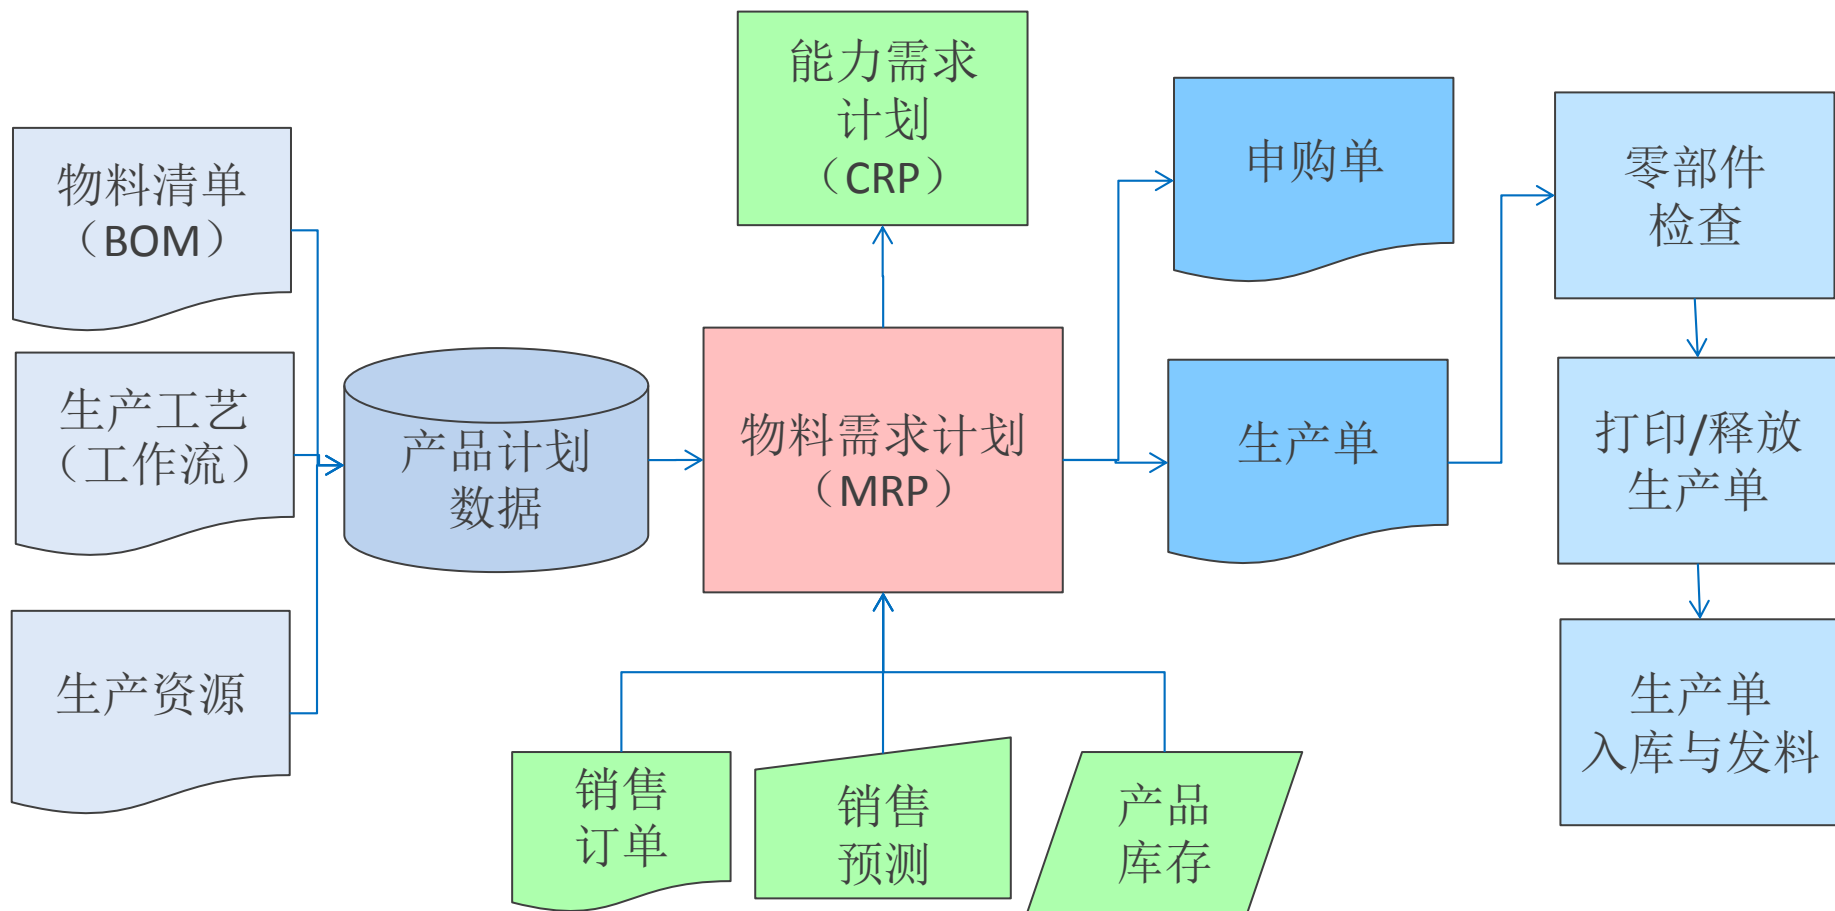 物料清单
（BOM）
生产工艺
（工作流）
生产资源
产品计划
数据
能力需求
计划
（CRP）
物料需求计划
（MRP）
销售
订单
销售
预测
产品
库存
申购单
生产单
零部件
检查
打印/释放
生产单
生产单
入库与发料